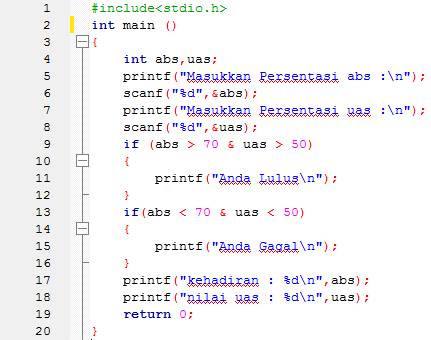 1 #include<stdio.h>
2 int main ()
3 {
4 int abs,uas;
5 printf("Masukkan Persentasi abs :\n");
6 scanf("%d",&abs);
7 printf("Masukkan Persentasi uas :\n");
8 scanf("%d",&uas);
9 if (abs > 70 & uas > 50)
10 {
11 printf("Anda Lulus\n");
12 }
13 if(abs < 70 & uas < 50)
14 {
15 printf("Anda Gagal\n");
16 }
17 printf("kehadiran : %d\n",abs);
18 printf("nilai uas : %d\n",uas);
19 return 0;
20 }